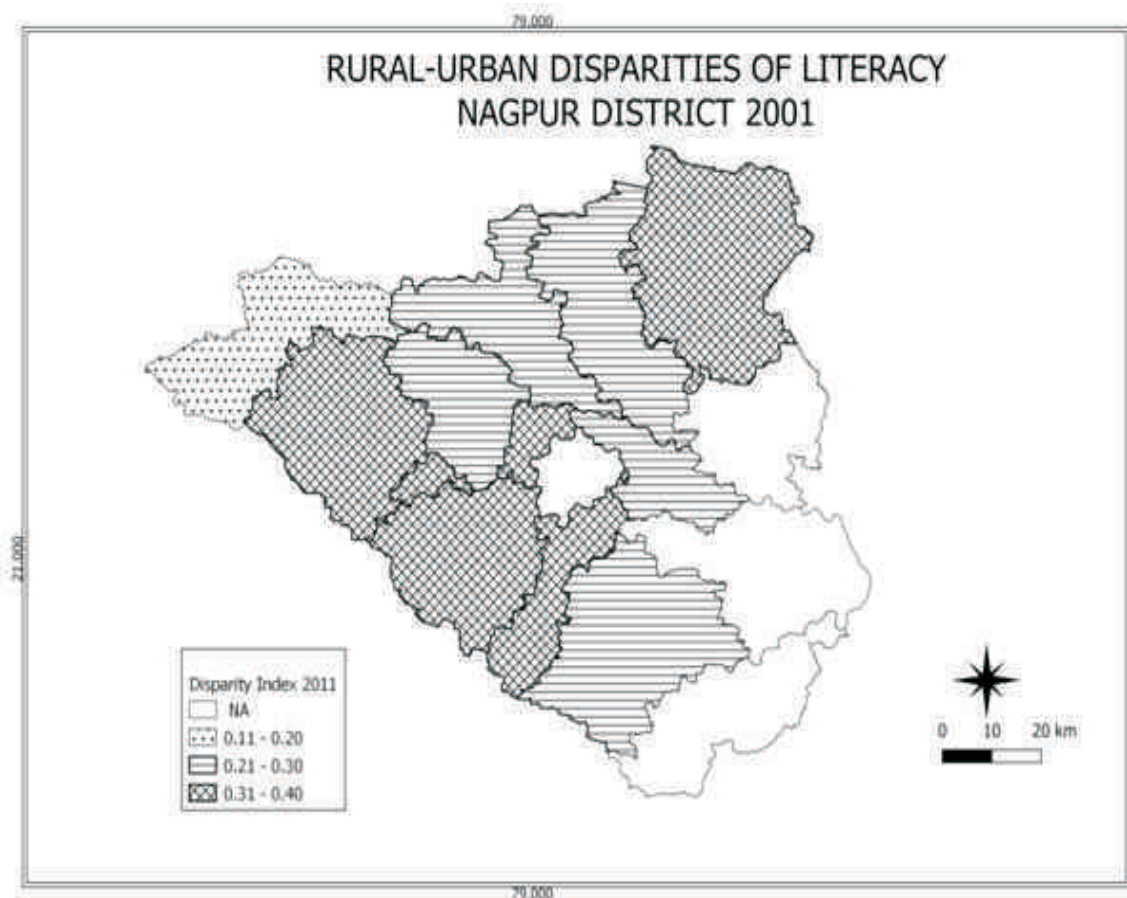 79.000
RURAL-URBAN DISPARITIES OF LITERACY
NAGPUR DISTRICT 2001
21.000
Disparity Index 2011
NA
0.11 - 0.20
0.21 - 0.30
0.31 - 0.40
0 10 20 km
79.000